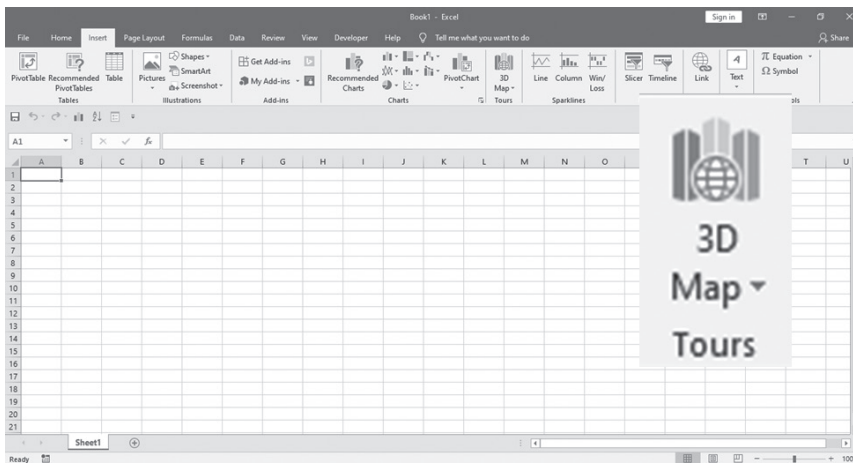 Book1 - Excel
Sign in
File Home Insert Page Layout Formulas Data Review View Developer Help Tell me what you want to do Share
PivotTable Recommended PivotTables Table
Tables
Pictures Shapes SmartArt Screenshot
Illustrations
Get Add-ins
My Add-ins
Add-ins
Recommended Charts
PivotChart
Charts
3D Map
Tours
Line Column Win/Loss
Sparklines
Slicer Timeline
Link
Text
π Equation
Ω Symbol
A1 fx
A B C D E F G H I J K L M N O T U
1
2
3
4
5
6
7
8
9
10
11
12
13
14
15
16
17
18
19
20
21
3D
Map
Tours
Sheet1
Ready
100